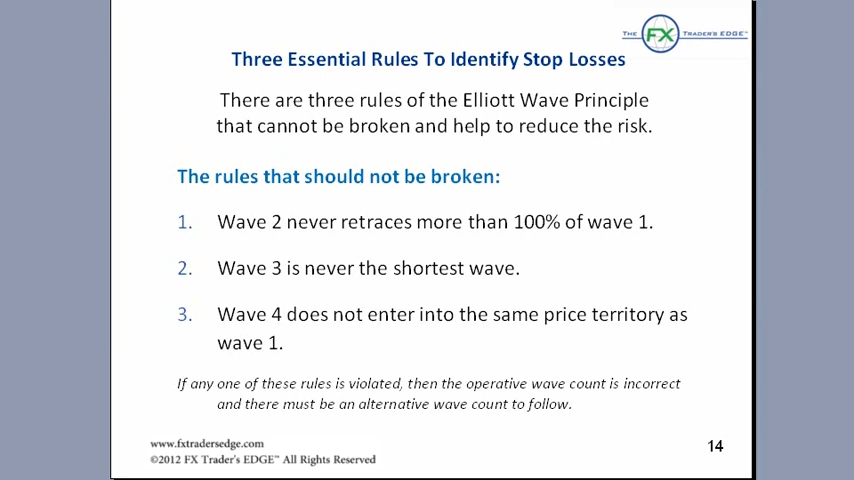 THE FX TRADER'S EDGE™
Three Essential Rules To Identify Stop Losses
There are three rules of the Elliott Wave Principle
that cannot be broken and help to reduce the risk.
The rules that should not be broken:
1. Wave 2 never retraces more than 100% of wave 1.
2. Wave 3 is never the shortest wave.
3. Wave 4 does not enter into the same price territory as
wave 1.
If any one of these rules is violated, then the operative wave count is incorrect
and there must be an alternative wave count to follow.
www.fxtradersedge.com
©2012 FX Trader's EDGE™ All Rights Reserved
14